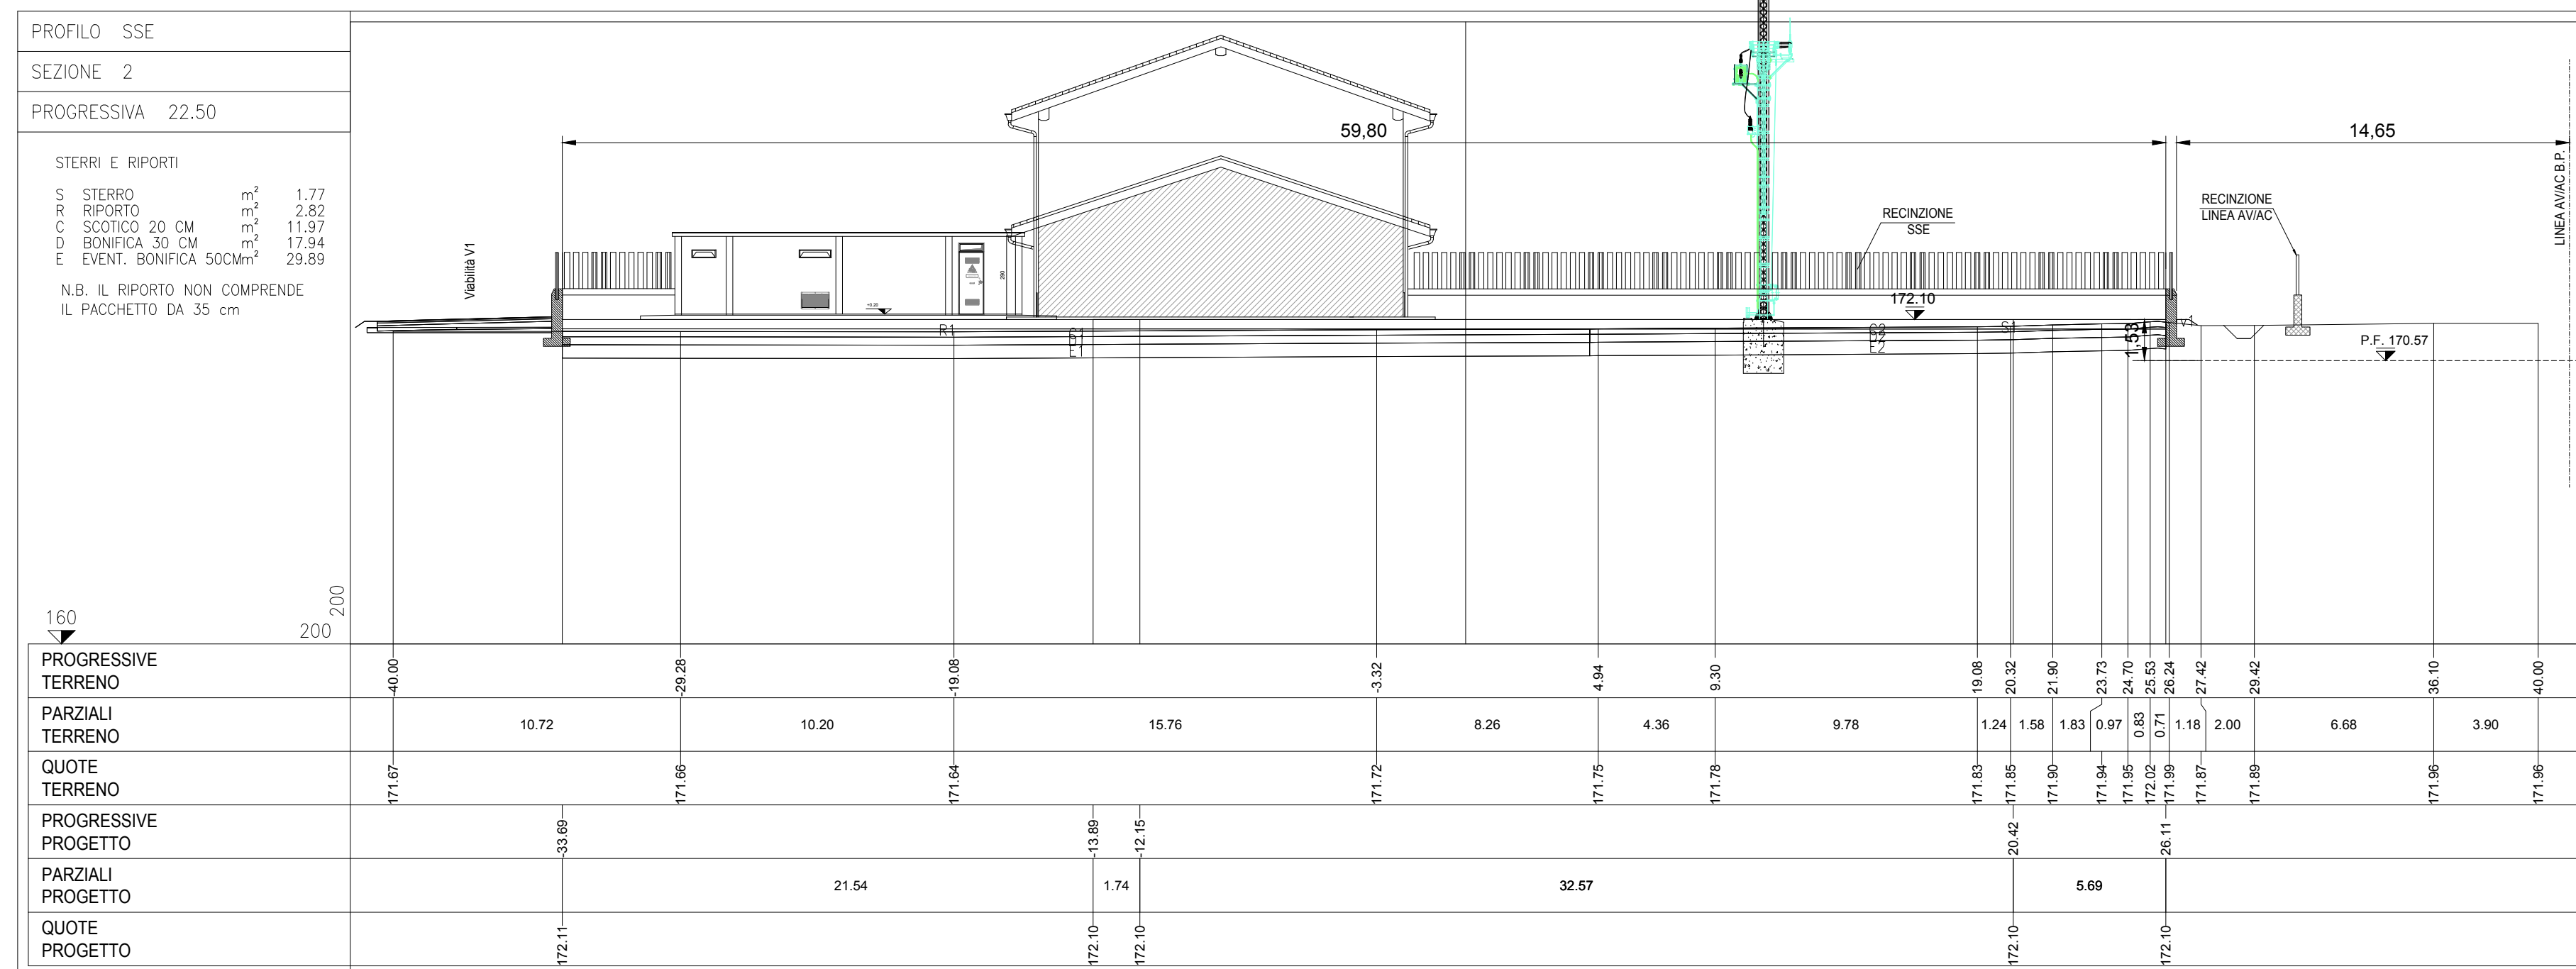 PROFILO SSE
SEZIONE 2
PROGRESSIVA 22.50
STERRI E RIPORTI
S STERRO m² 1.77
R RIPORTO m² 2.82
C SCOTICO 20 CM m² 11.97
D BONIFICA 30 CM m² 17.94
E EVENT. BONIFICA 50CMm² 29.89
N.B. IL RIPORTO NON COMPRENDE
IL PACCHETTO DA 35 cm
Viabilità V1
59,80
14,65
RECINZIONE
SSE
RECINZIONE
LINEA AV/AC
LINEA AV/AC B.P.
290
+0.20
172.10
P.F. 170.57
1,53
R1
E1
E2
160
200
200
PROGRESSIVE
TERRENO
-40.00 -29.28 -19.08 -3.32 4.94 9.30 19.08 20.32 21.90 23.73 24.70 25.53 26.24 27.42 29.42 36.10 40.00
PARZIALI
TERRENO
10.72 10.20 15.76 8.26 4.36 9.78 1.24 1.58 1.83 0.97 0.83 0.71 1.18 2.00 6.68 3.90
QUOTE
TERRENO
171.67 171.66 171.64 171.72 171.75 171.78 171.83 171.85 171.90 171.94 171.95 172.02 171.99 171.87 171.89 171.96 171.96
PROGRESSIVE
PROGETTO
-33.69 -13.89 -12.15 20.42 26.11
PARZIALI
PROGETTO
21.54 1.74 32.57 5.69
QUOTE
PROGETTO
172.11 172.10 172.10 172.10 172.10